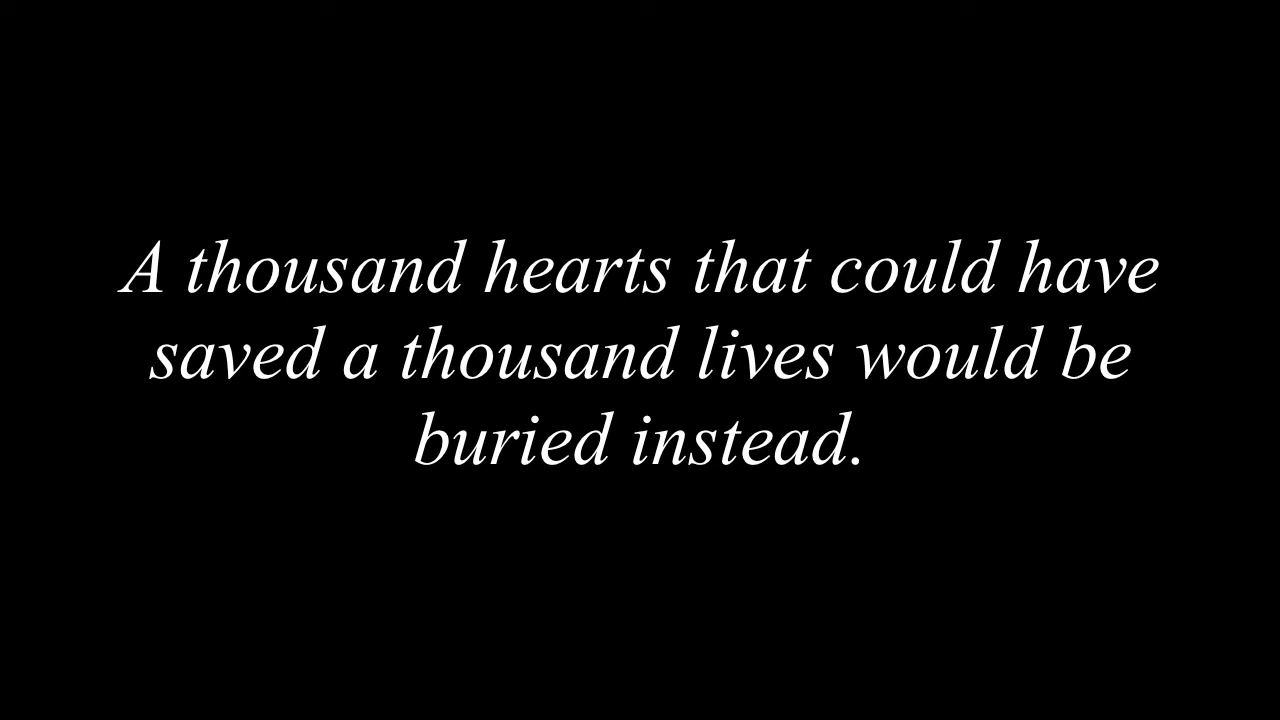 A thousand hearts that could have
saved a thousand lives would be
buried instead.